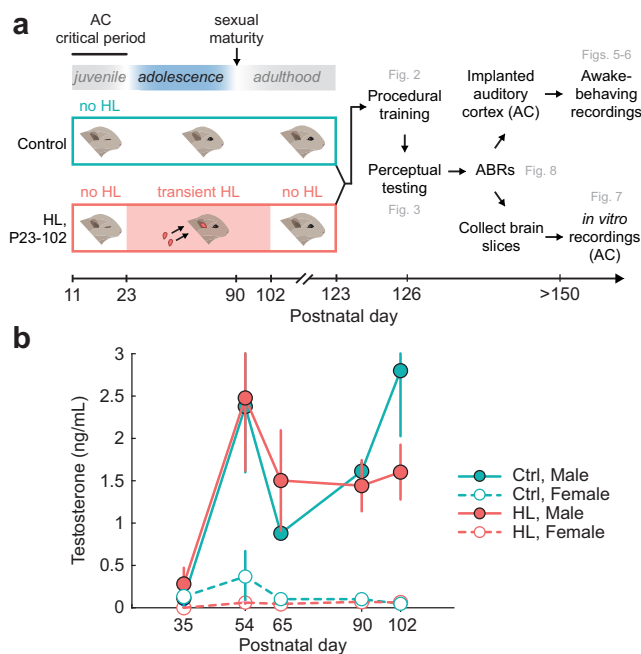 a
AC
critical period
sexual
maturity
juvenile
adolescence
adulthood
no HL
Control
no HL
transient HL
no HL
HL,
P23-102
Fig. 2
Procedural
training
Perceptual
testing
Fig. 3
Implanted
auditory
cortex (AC)
ABRs
Fig. 8
Collect brain
slices
Figs. 5-6
Awake-
behaving
recordings
Fig. 7
in vitro
recordings
(AC)
11
23
90
102
123
126
>150
Postnatal day
b
Testosterone (ng/mL)
3
2.5
2
1.5
1
0.5
0
35
54
65
90
102
Postnatal day
Ctrl, Male
Ctrl, Female
HL, Male
HL, Female